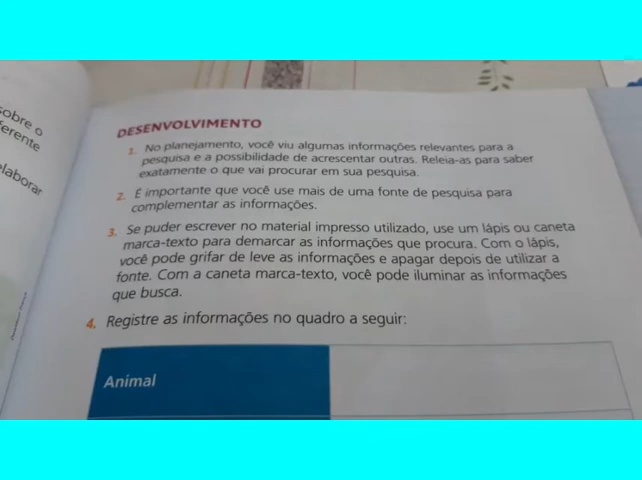 sobre o
ferente
elaborar
DESENVOLVIMENTO
1. No planejamento, você viu algumas informações relevantes para a
pesquisa e a possibilidade de acrescentar outras. Releia-as para saber
exatamente o que vai procurar em sua pesquisa.
2. É importante que você use mais de uma fonte de pesquisa para
complementar as informações.
3. Se puder escrever no material impresso utilizado, use um lápis ou caneta
marca-texto para demarcar as informações que procura. Com o lápis,
você pode grifar de leve as informações e apagar depois de utilizar a
fonte. Com a caneta marca-texto, você pode iluminar as informações
que busca.
4. Registre as informações no quadro a seguir:
Animal